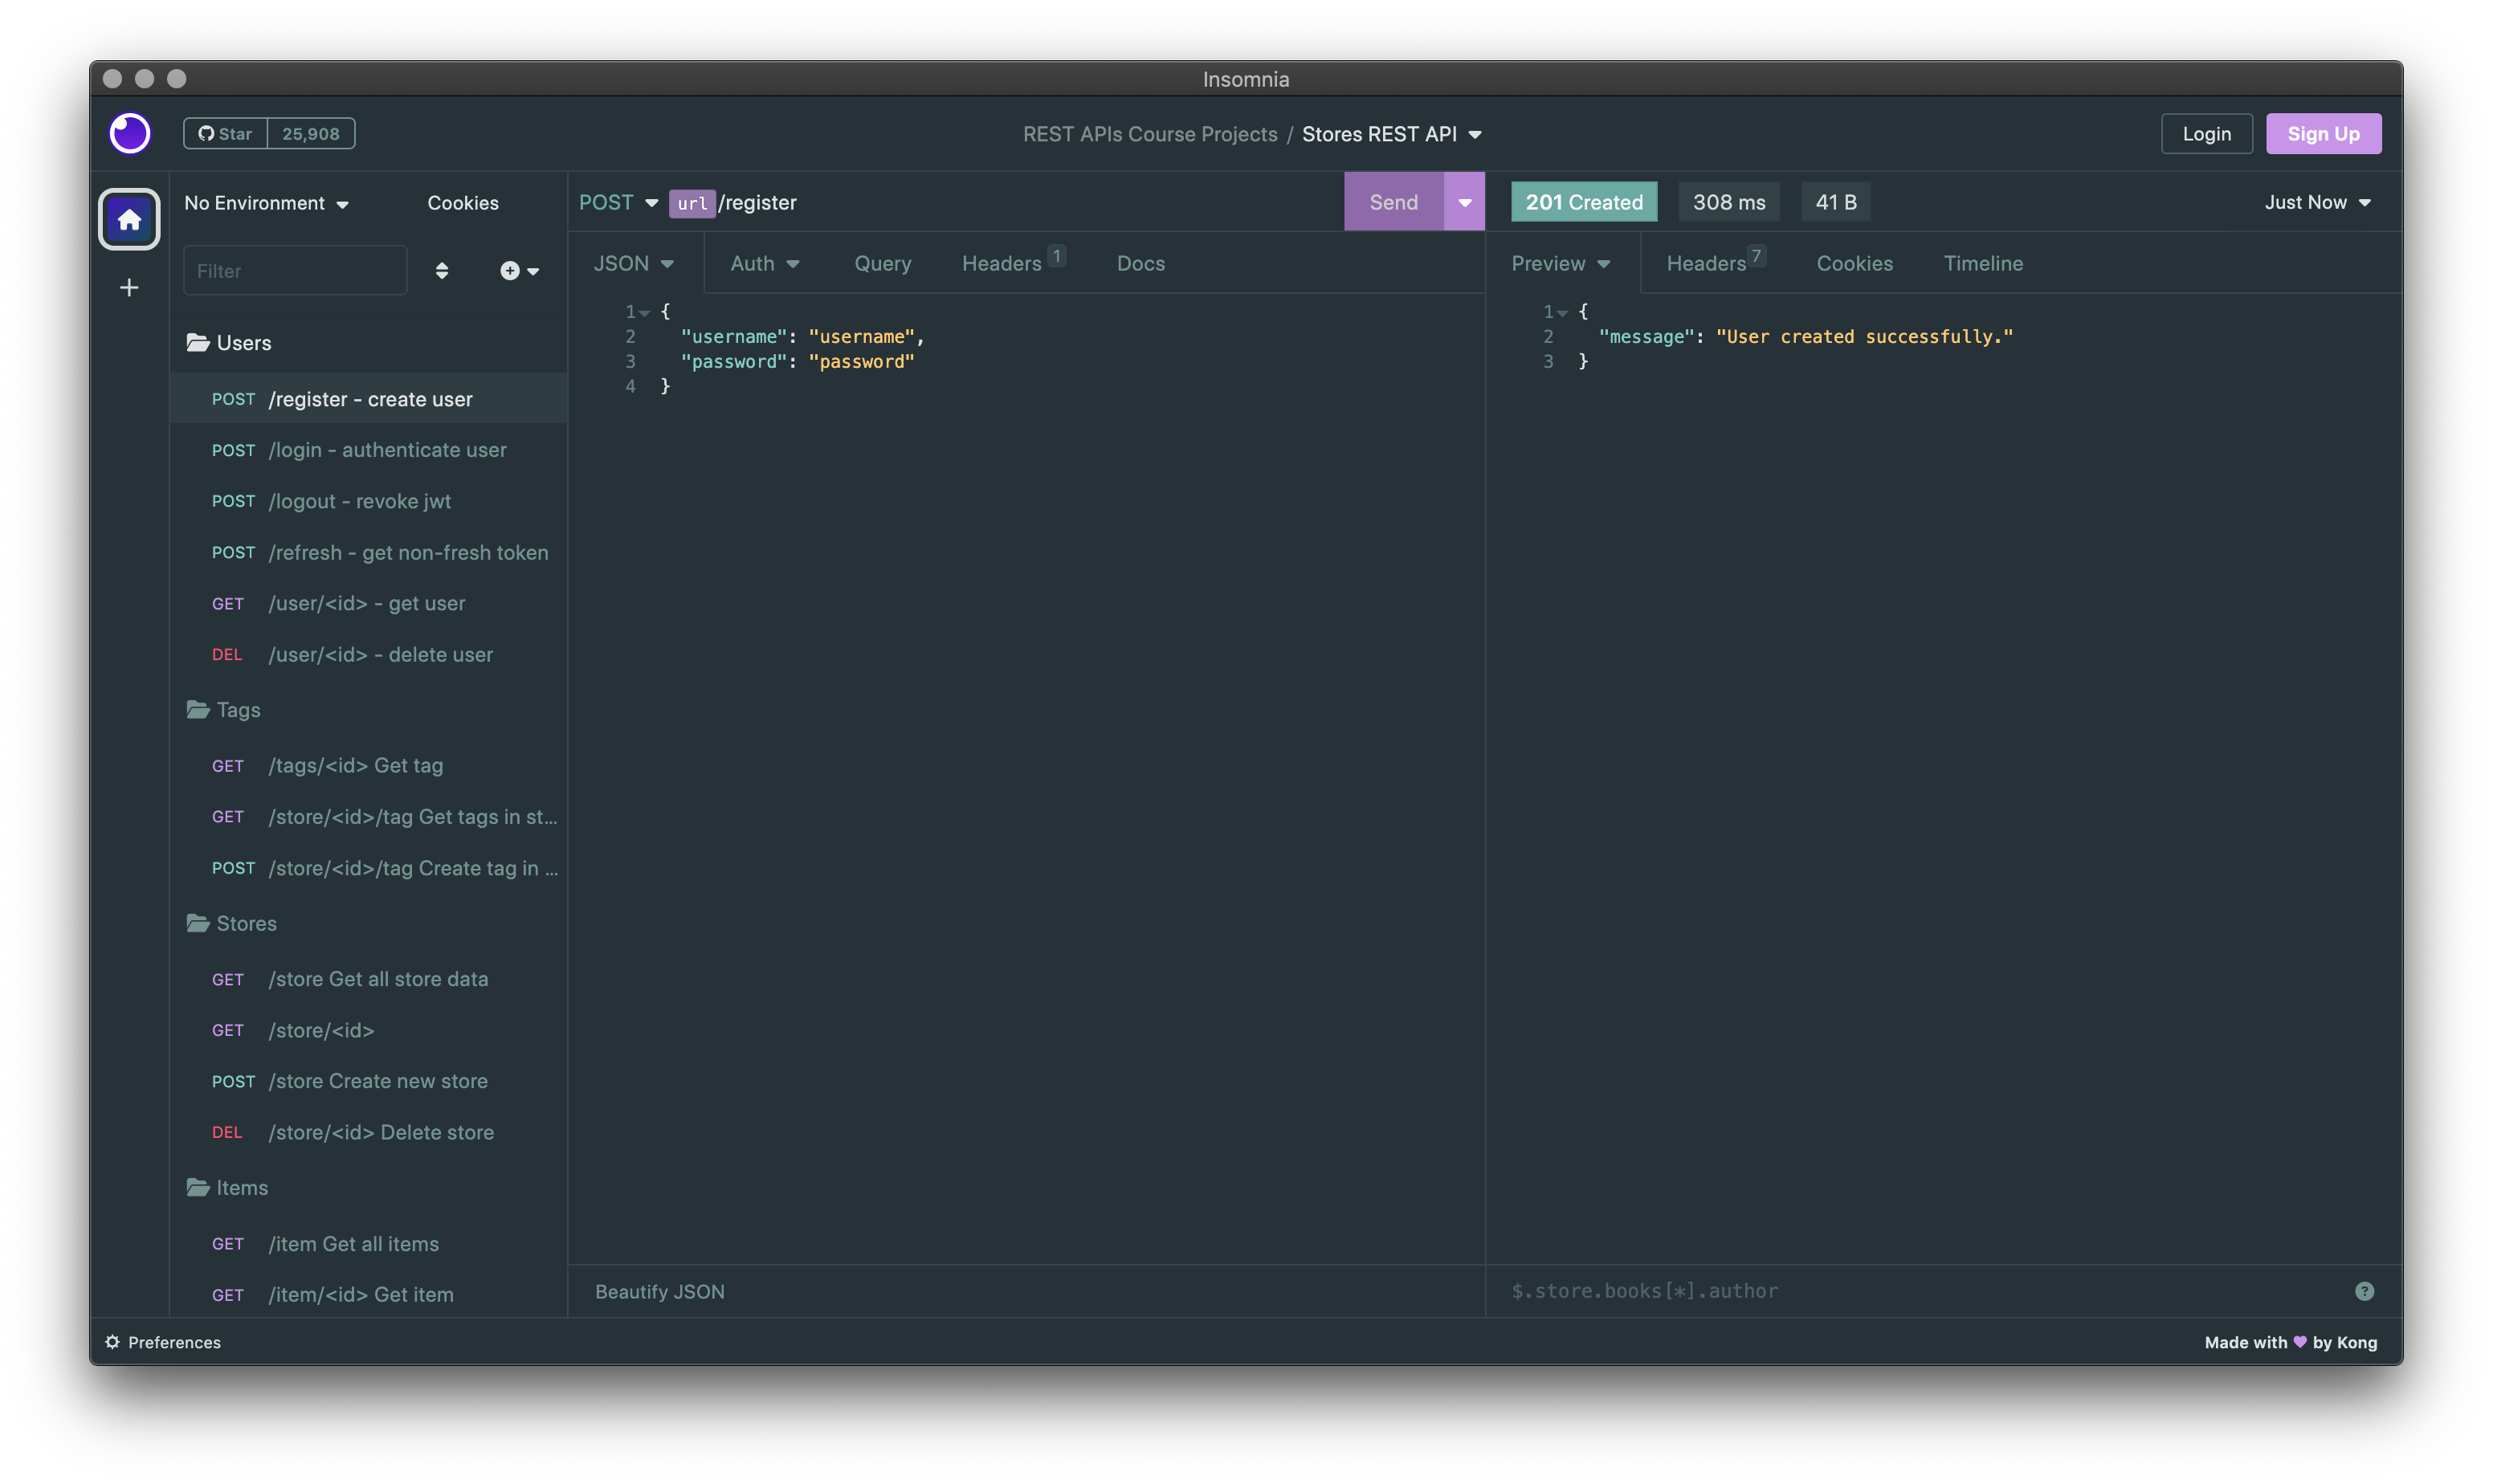 Insomnia
Star 25,908
REST APIs Course Projects / Stores REST API
Login
Sign Up
No Environment
Cookies
Filter
Users
POST /register - create user
POST /login - authenticate user
POST /logout - revoke jwt
POST /refresh - get non-fresh token
GET /user/<id> - get user
DEL /user/<id> - delete user
Tags
GET /tags/<id> Get tag
GET /store/<id>/tag Get tags in st...
POST /store/<id>/tag Create tag in ...
Stores
GET /store Get all store data
GET /store/<id>
POST /store Create new store
DEL /store/<id> Delete store
Items
GET /item Get all items
GET /item/<id> Get item
POST url/register
Send
JSON Auth Query Headers 1 Docs
1 {
2 "username": "username",
3 "password": "password"
4 }
Beautify JSON
201 Created 308 ms 41 B
Just Now
Preview Headers 7 Cookies Timeline
1 {
2 "message": "User created successfully."
3 }
$.store.books[*].author
?
Preferences
Made with ♥ by Kong